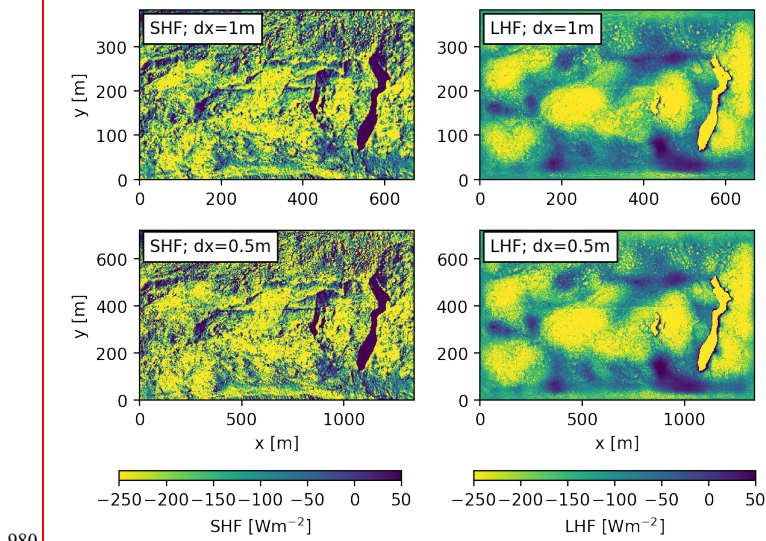 SHF; dx=1m
LHF; dx=1m
y [m]
300
200
100
0
0 200 400 600
300
200
100
0
0 200 400 600
SHF; dx=0.5m
LHF; dx=0.5m
y [m]
600
400
200
0
0 500 1000
x [m]
600
400
200
0
0 500 1000
x [m]
−250 −200 −150 −100 −50 0 50
SHF [Wm⁻²]
−250 −200 −150 −100 −50 0 50
LHF [Wm⁻²]
980